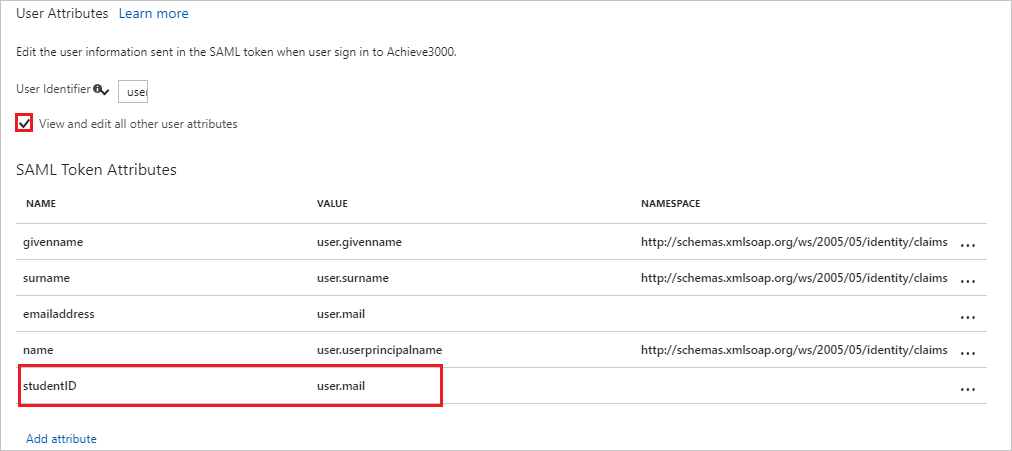 User Attributes Learn more
Edit the user information sent in the SAML token when user sign in to Achieve3000.
User Identifier user
View and edit all other user attributes
SAML Token Attributes
NAME VALUE NAMESPACE
givenname user.givenname http://schemas.xmlsoap.org/ws/2005/05/identity/claims ...
surname user.surname http://schemas.xmlsoap.org/ws/2005/05/identity/claims ...
emailaddress user.mail ...
name user.userprincipalname http://schemas.xmlsoap.org/ws/2005/05/identity/claims ...
studentID user.mail ...
Add attribute